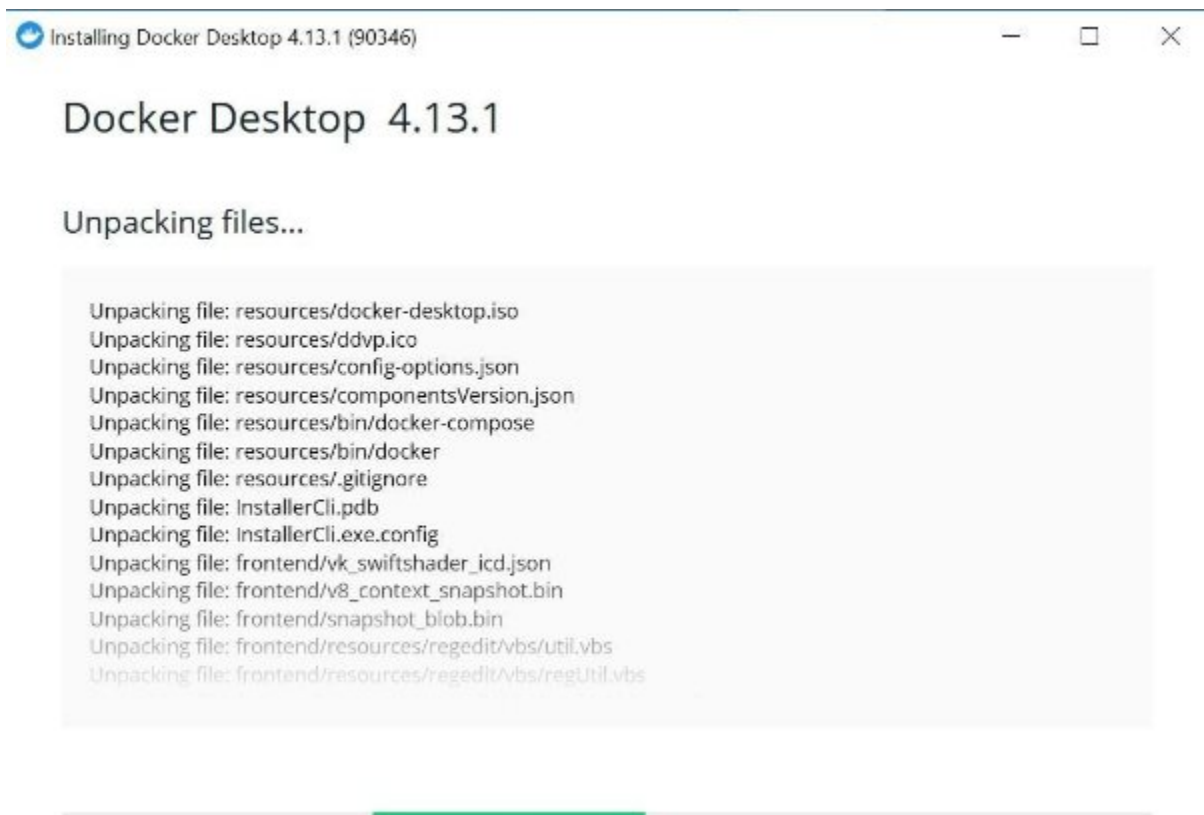 Installing Docker Desktop 4.13.1 (90346)
Docker Desktop 4.13.1
Unpacking files...
Unpacking file: resources/docker-desktop.iso
Unpacking file: resources/ddvp.ico
Unpacking file: resources/config-options.json
Unpacking file: resources/componentsVersion.json
Unpacking file: resources/bin/docker-compose
Unpacking file: resources/bin/docker
Unpacking file: resources/.gitignore
Unpacking file: InstallerCli.pdb
Unpacking file: InstallerCli.exe.config
Unpacking file: frontend/vk_swiftshader_icd.json
Unpacking file: frontend/v8_context_snapshot.bin
Unpacking file: frontend/snapshot_blob.bin
Unpacking file: frontend/resources/regedit/vbs/util.vbs
Unpacking file: frontend/resources/regedit/vbs/regUtil.vbs